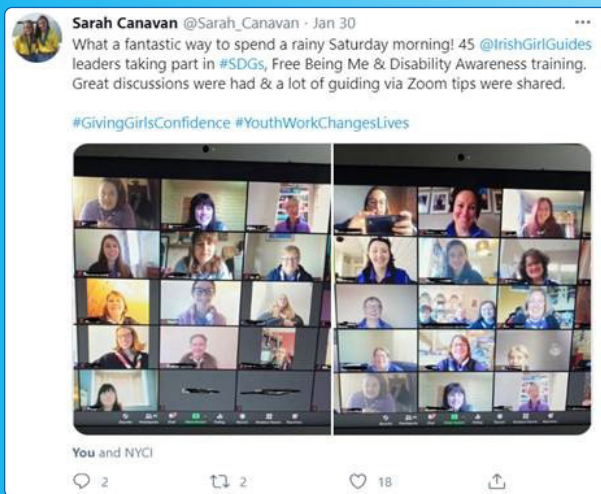 Sarah Canavan @Sarah_Canavan · Jan 30
What a fantastic way to spend a rainy Saturday morning! 45 @IrishGirlGuides
leaders taking part in #SDGs, Free Being Me & Disability Awareness training.
Great discussions were had & a lot of guiding via Zoom tips were shared.
#GivingGirlsConfidence #YouthWorkChangesLives
You and NYCI
2
2
18